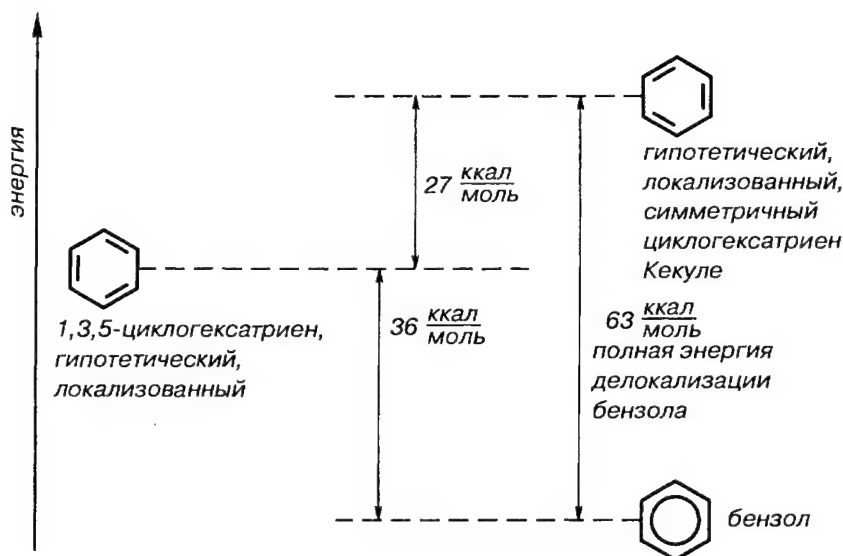 энергия
гипотетический,
локализованный,
симметричный
циклогексатриен
Кекуле
27 ккал
моль
1,3,5-циклогексатриен,
гипотетический,
локализованный
36 ккал
моль
63 ккал
моль
полная энергия
делокализации
бензола
бензол